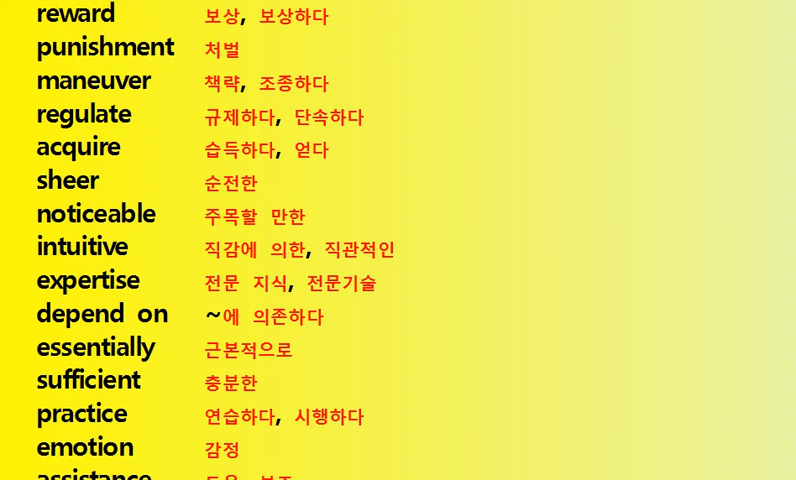 reward 보상, 보상하다
punishment 처벌
maneuver 책략, 조종하다
regulate 규제하다, 단속하다
acquire 습득하다, 얻다
sheer 순전한
noticeable 주목할 만한
intuitive 직감에 의한, 직관적인
expertise 전문 지식, 전문기술
depend on ~에 의존하다
essentially 근본적으로
sufficient 충분한
practice 연습하다, 시행하다
emotion 감정
assistance